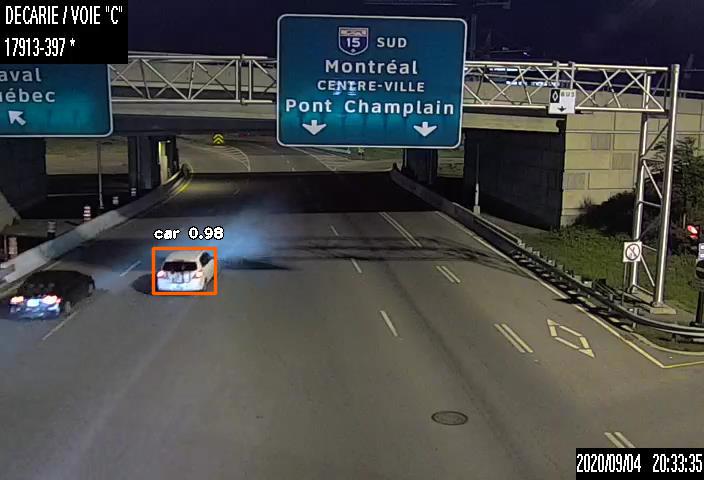 DECARIE / VOIE "C"
17913-397 *
aval
uébec
15 SUD
Montréal
CENTRE-VILLE
Pont Champlain
BUS
car 0.98
2020/09/04 20:33:35